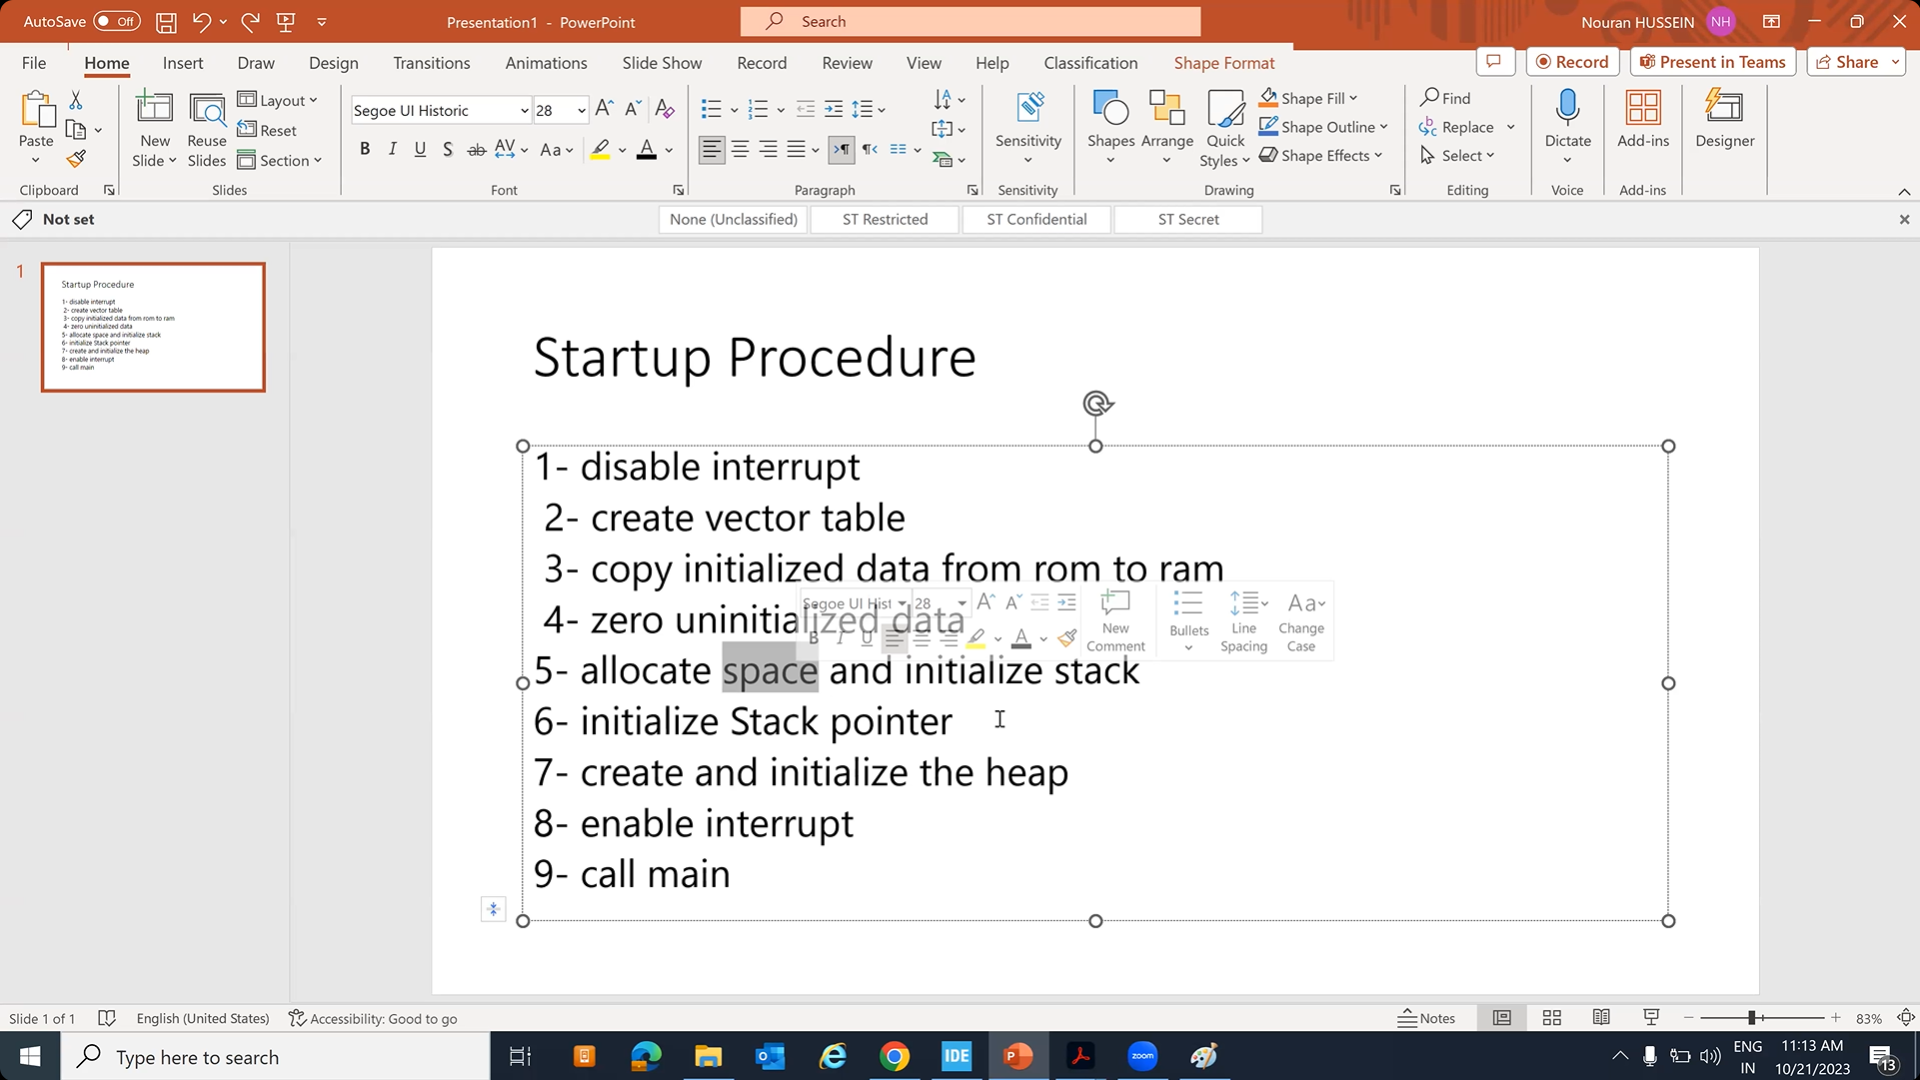 AutoSave Off
Presentation1 - PowerPoint
Search
Nouran HUSSEIN NH
File Home Insert Draw Design Transitions Animations Slide Show Record Review View Help Classification Shape Format
Record Present in Teams Share
Paste
Clipboard
New Slide
Reuse Slides
Layout
Reset
Section
Slides
Segoe UI Historic 28
Font
Paragraph
Sensitivity
Sensitivity
Shapes
Arrange
Quick Styles
Shape Fill
Shape Outline
Shape Effects
Drawing
Find
Replace
Select
Editing
Dictate
Voice
Add-ins
Add-ins
Designer
Not set
None (Unclassified) ST Restricted ST Confidential ST Secret
1
Startup Procedure
1- disable interrupt
2- create vector table
3- copy initialized data from rom to ram
4- zero uninitialized data
5- allocate space and initialize stack
6- initialize Stack pointer
7- create and initialize the heap
8- enable interrupt
9- call main
Startup Procedure
1- disable interrupt
2- create vector table
3- copy initialized data from rom to ram
4- zero uninitialized data
5- allocate space and initialize stack
6- initialize Stack pointer
7- create and initialize the heap
8- enable interrupt
9- call main
Segoe UI Hist 28
New Comment
Bullets
Line Spacing
Change Case
Slide 1 of 1
English (United States)
Accessibility: Good to go
Notes
83%
Type here to search
IDE
zoom
ENG
IN
11:13 AM
10/21/2023
13